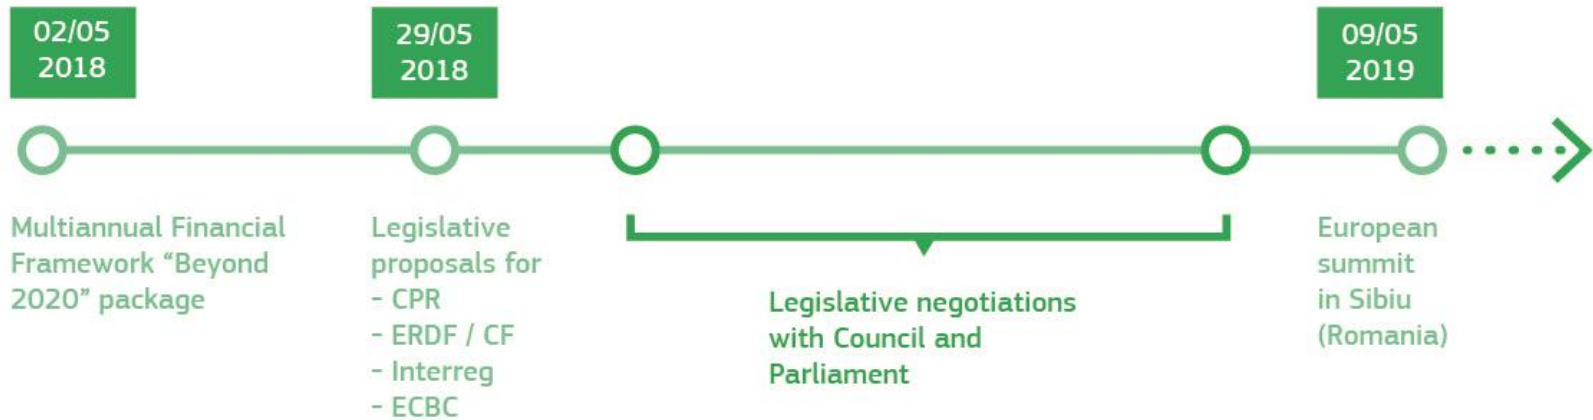 02/05
2018
29/05
2018
09/05
2019
Multiannual Financial
Framework “Beyond
2020” package
Legislative
proposals for
- CPR
- ERDF / CF
- Interreg
- ECBC
Legislative negotiations
with Council and
Parliament
European
summit
in Sibiu
(Romania)